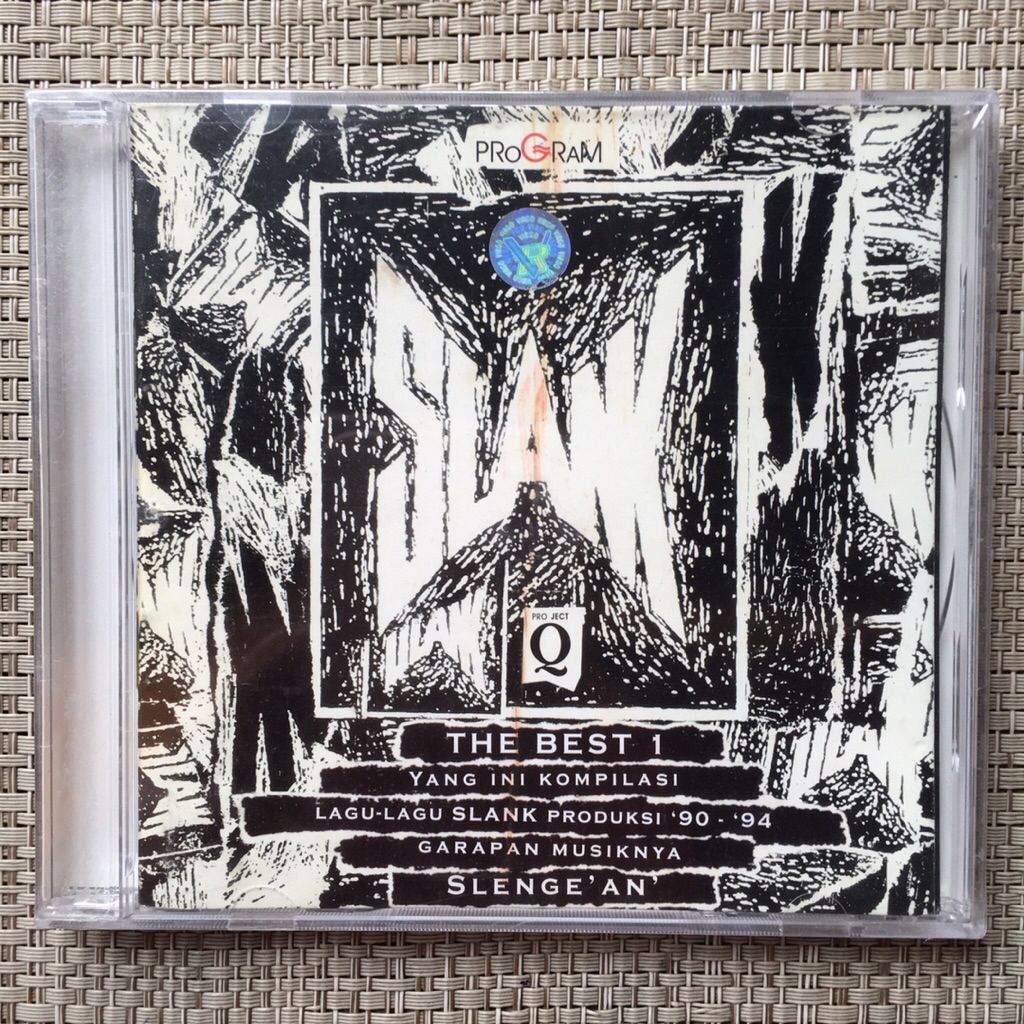 PRoGRaM
SLANK
PRO JECT
Q
THE BEST 1
YANG INI KOMPILASI
LAGU-LAGU SLANK PRODUKSI '90 - '94
GARAPAN MUSIKNYA
SLENGE'AN'